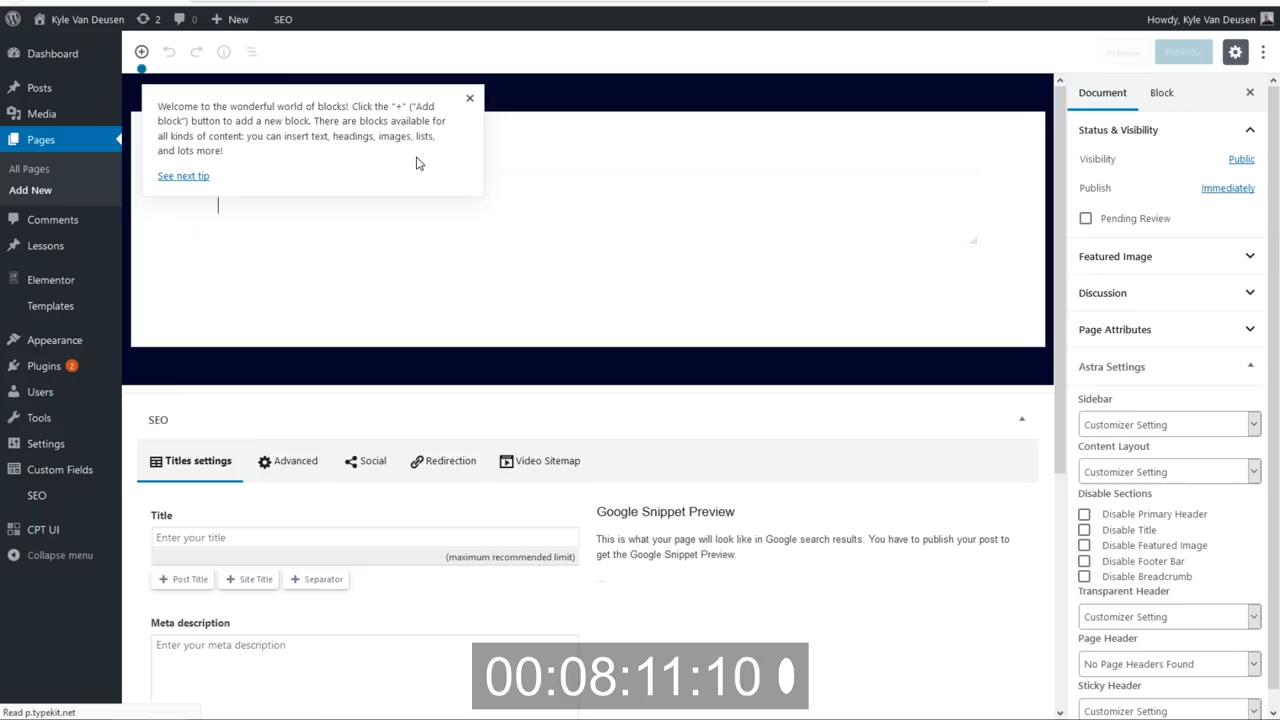 Kyle Van Deusen 2 0 New SEO Howdy, Kyle Van Deusen
Dashboard
Posts
Media
Pages
All Pages
Add New
Comments
Lessons
Elementor
Templates
Appearance
Plugins 2
Users
Tools
Settings
Custom Fields
SEO
CPT UI
Collapse menu
Read p.typekit.net
Preview Publish...
Welcome to the wonderful world of blocks! Click the “+” (“Add
block”) button to add a new block. There are blocks available for
all kinds of content: you can insert text, headings, images, lists,
and lots more!
See next tip
SEO
Titles settings Advanced Social Redirection Video Sitemap
Title
Enter your title
(maximum recommended limit)
+ Post Title + Site Title + Separator
Meta description
Enter your meta description
Google Snippet Preview
This is what your page will look like in Google search results. You have to publish your post to
get the Google Snippet Preview.
...
00:08:11:10 0
Document Block
Status & Visibility
Visibility Public
Publish Immediately
Pending Review
Featured Image
Discussion
Page Attributes
Astra Settings
Sidebar
Customizer Setting
Content Layout
Customizer Setting
Disable Sections
Disable Primary Header
Disable Title
Disable Featured Image
Disable Footer Bar
Disable Breadcrumb
Transparent Header
Customizer Setting
Page Header
No Page Headers Found
Sticky Header
Customizer Setting